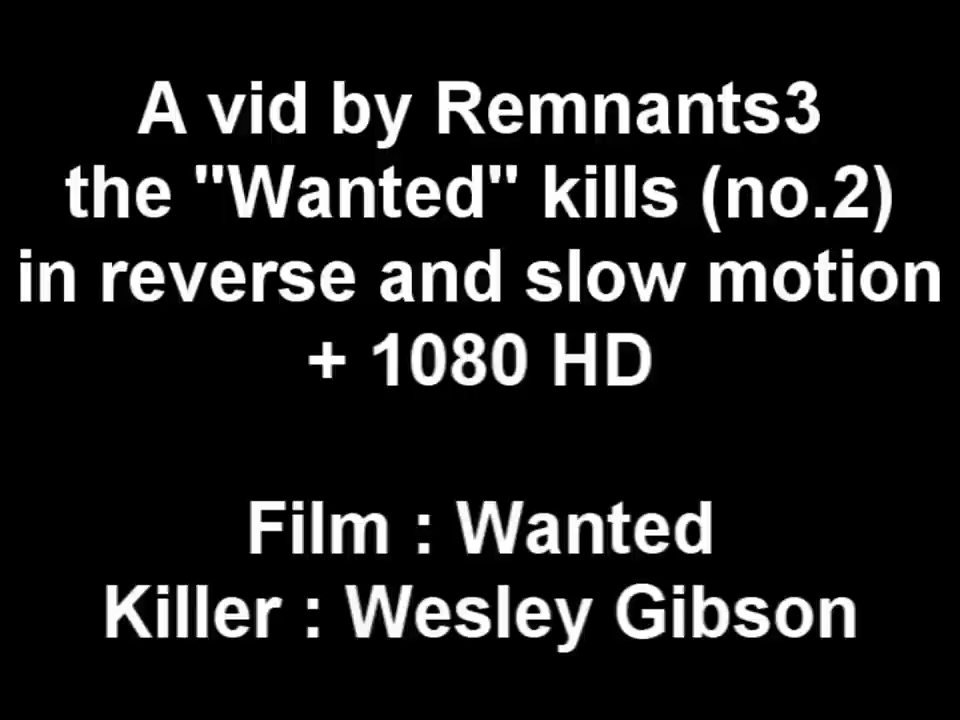 A vid by Remnants3
the "Wanted" kills (no.2)
in reverse and slow motion
+ 1080 HD
Film : Wanted
Killer : Wesley Gibson